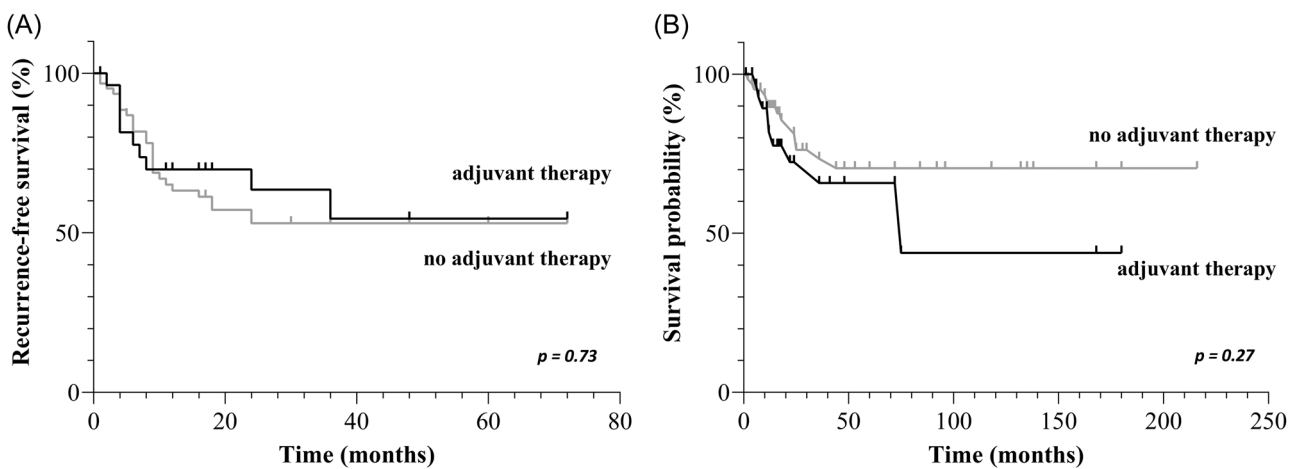 (A)
Recurrence-free survival (%)
100
50
0
adjuvant therapy
no adjuvant therapy
p = 0.73
0 20 40 60 80
Time (months)
(B)
Survival probability (%)
100
50
0
no adjuvant therapy
adjuvant therapy
p = 0.27
0 50 100 150 200 250
Time (months)